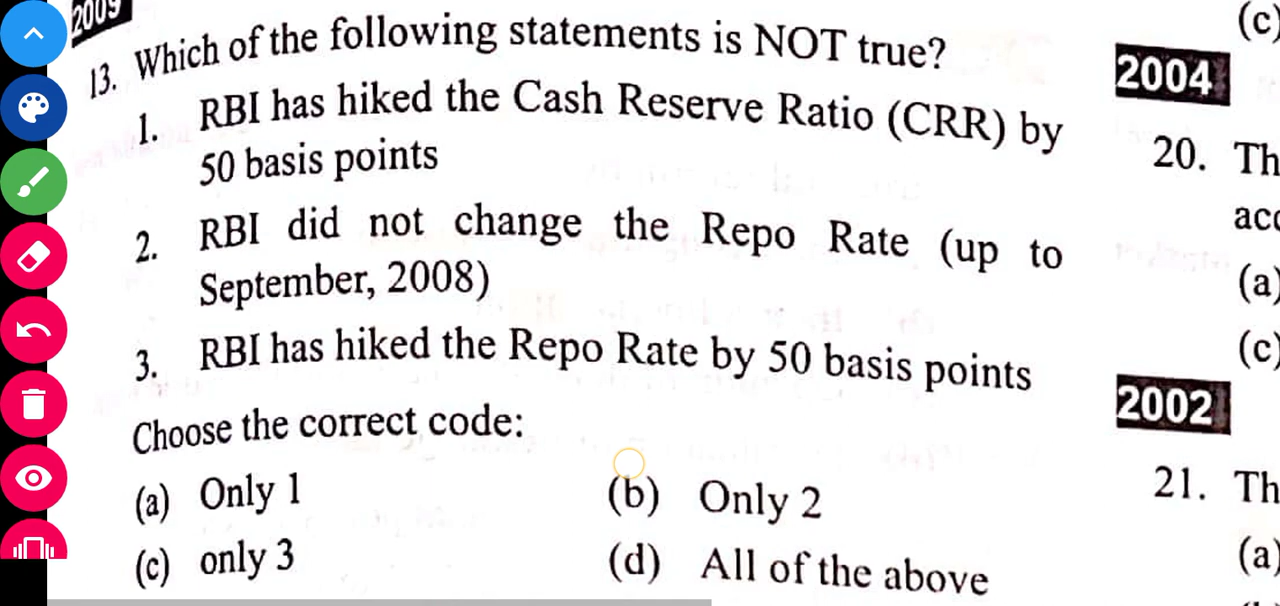 2009
13. Which of the following statements is NOT true?
1. RBI has hiked the Cash Reserve Ratio (CRR) by
50 basis points
2. RBI did not change the Repo Rate (up to
September, 2008)
3. RBI has hiked the Repo Rate by 50 basis points
Choose the correct code:
(a) Only 1 (b) Only 2
(c) only 3 (d) All of the above
(c)
2004
20. Th
acc
(a)
(c)
2002
21. Th
(a)